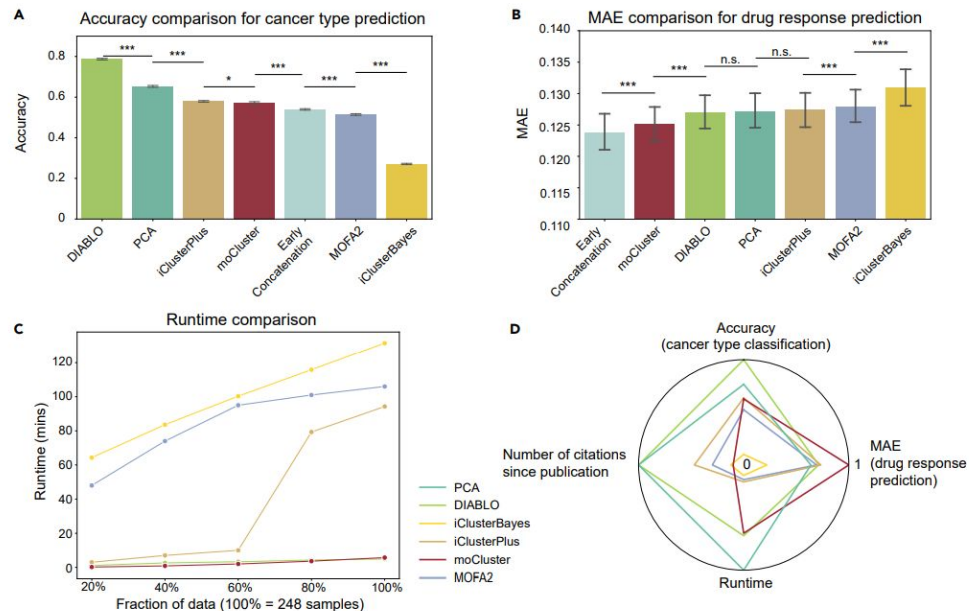 A
Accuracy comparison for cancer type prediction
Accuracy
0.8
0.6
0.4
0.2
0
***
***
*
***
***
***
DIABLO
PCA
iClusterPlus
moCluster
Early
Concatenation
MOFA2
iClusterBayes
B
MAE comparison for drug response prediction
MAE
0.140
0.135
0.130
0.125
0.120
0.115
0.110
***
***
n.s.
n.s.
***
***
Early
Concatenation
moCluster
DIABLO
PCA
iClusterPlus
MOFA2
iClusterBayes
C
Runtime comparison
Runtime (mins)
120
100
80
60
40
20
0
20%
40%
60%
80%
100%
Fraction of data (100% = 248 samples)
PCA
DIABLO
iClusterBayes
iClusterPlus
moCluster
MOFA2
D
Accuracy
(cancer type classification)
Number of citations
since publication
0
1
MAE
(drug response
prediction)
Runtime